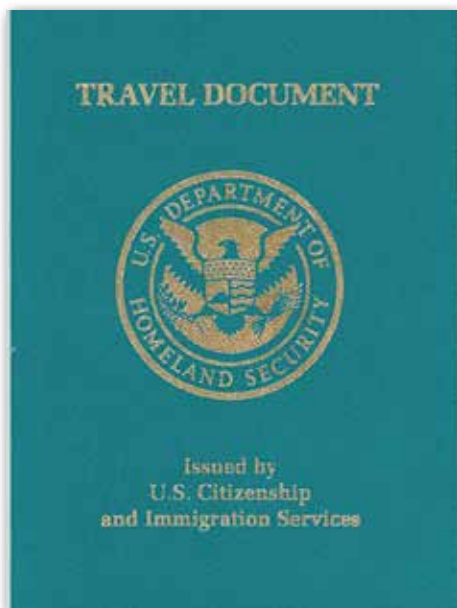 TRAVEL DOCUMENT
U.S. DEPARTMENT OF
HOMELAND SECURITY
Issued by
U.S. Citizenship
and Immigration Services